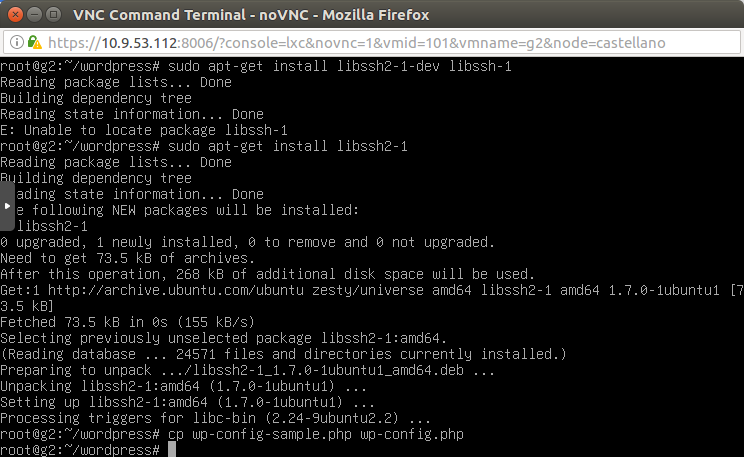 VNC Command Terminal - noVNC - Mozilla Firefox
https://10.9.53.112:8006/?console=lxc&novnc=1&vmid=101&vmname=g2&node=castellano
root@g2:~/wordpress# sudo apt-get install libssh2-1-dev libssh-1
Reading package lists... Done
Building dependency tree
Reading state information... Done
E: Unable to locate package libssh-1
root@g2:~/wordpress# sudo apt-get install libssh2-1
Reading package lists... Done
Building dependency tree
ading state information... Done
e following NEW packages will be installed:
libssh2-1
0 upgraded, 1 newly installed, 0 to remove and 0 not upgraded.
Need to get 73.5 kB of archives.
After this operation, 268 kB of additional disk space will be used.
Get:1 http://archive.ubuntu.com/ubuntu zesty/universe amd64 libssh2-1 amd64 1.7.0-1ubuntu1 [7
3.5 kB]
Fetched 73.5 kB in 0s (155 kB/s)
Selecting previously unselected package libssh2-1:amd64.
(Reading database ... 24571 files and directories currently installed.)
Preparing to unpack .../libssh2-1_1.7.0-1ubuntu1_amd64.deb ...
Unpacking libssh2-1:amd64 (1.7.0-1ubuntu1) ...
Setting up libssh2-1:amd64 (1.7.0-1ubuntu1) ...
Processing triggers for libc-bin (2.24-9ubuntu2.2) ...
root@g2:~/wordpress# cp wp-config-sample.php wp-config.php
root@g2:~/wordpress#